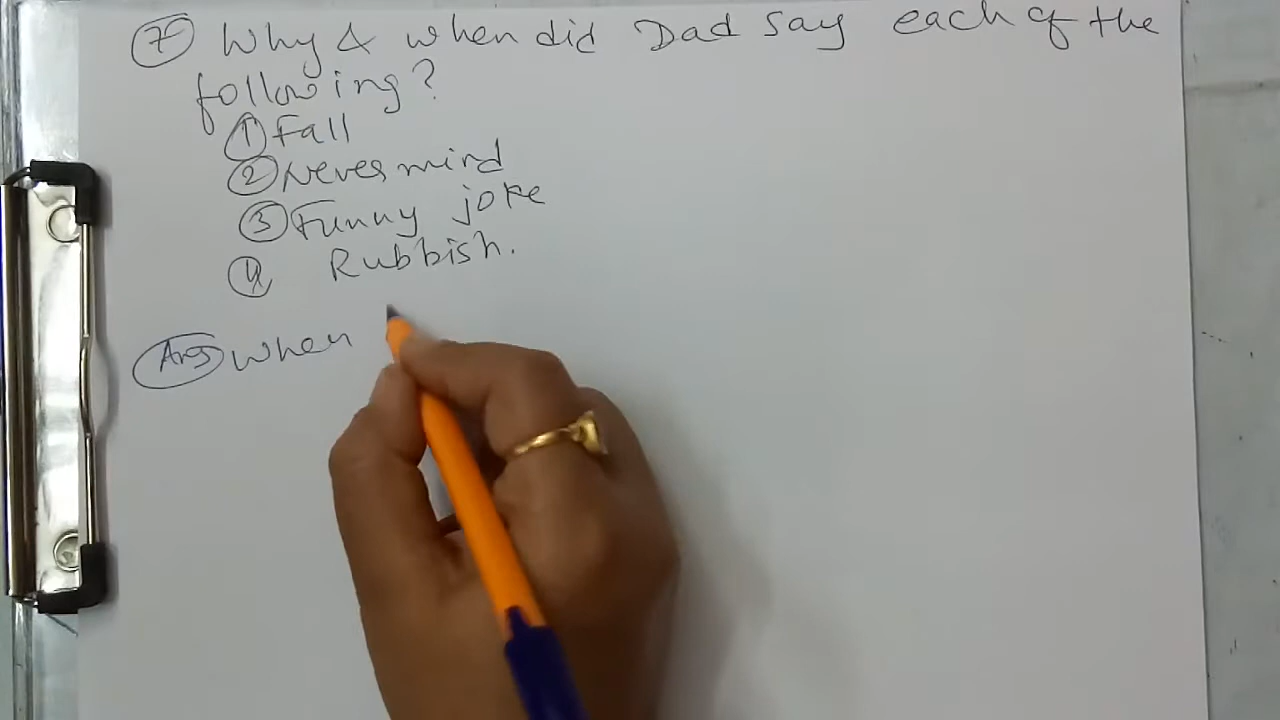 7 Why & when did Dad say each of the
following?
1 Fall
2 Never mind
3 Funny joke
4 Rubbish.
Ans When